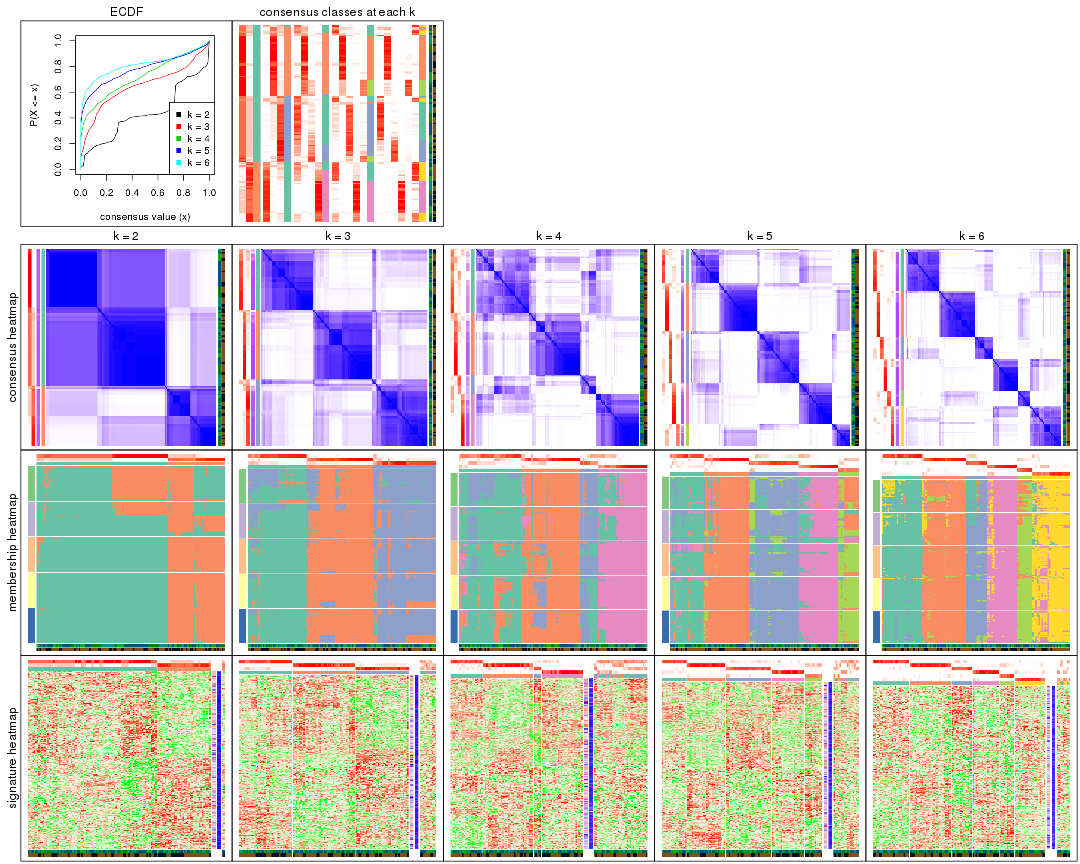 ECDF
consensus classes at each k
P(X <= x)
0.0 0.2 0.4 0.6 0.8 1.0
k = 2
k = 3
k = 4
k = 5
k = 6
0.0 0.2 0.4 0.6 0.8 1.0
consensus value (x)
k = 2
k = 3
k = 4
k = 5
k = 6
consensus heatmap
membership heatmap
signature heatmap